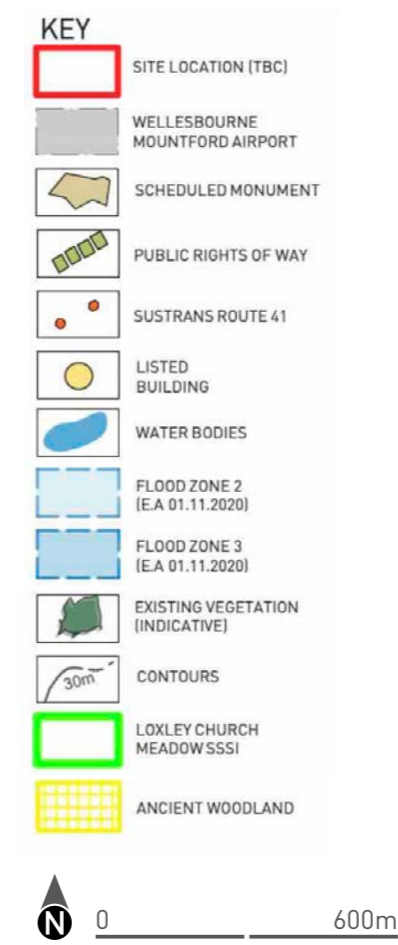 KEY
SITE LOCATION (TBC)
WELLESBOURNE
MOUNTFORD AIRPORT
SCHEDULED MONUMENT
PUBLIC RIGHTS OF WAY
SUSTRANS ROUTE 41
LISTED
BUILDING
WATER BODIES
FLOOD ZONE 2
(E.A 01.11.2020)
FLOOD ZONE 3
(E.A 01.11.2020)
EXISTING VEGETATION
(INDICATIVE)
30m
CONTOURS
LOXLEY CHURCH
MEADOW SSSI
ANCIENT WOODLAND
N 0 600m